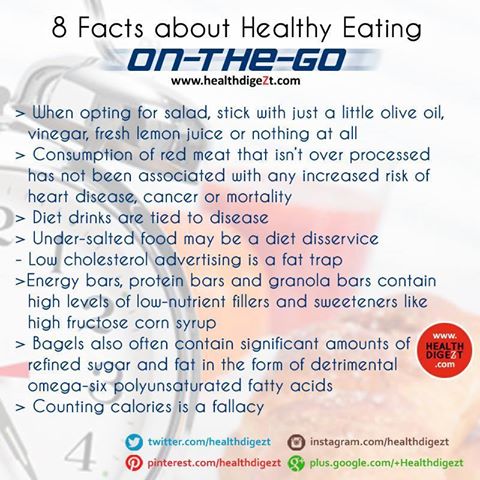 8 Facts about Healthy Eating
ON-THE-GO
www.healthdigeZt.com
> When opting for salad, stick with just a little olive oil,
vinegar, fresh lemon juice or nothing at all
> Consumption of red meat that isn't over processed
has not been associated with any increased risk of
heart disease, cancer or mortality
> Diet drinks are tied to disease
> Under-salted food may be a diet disservice
- Low cholesterol advertising is a fat trap
>Energy bars, protein bars and granola bars contain
high levels of low-nutrient fillers and sweeteners like
high fructose corn syrup
> Bagels also often contain significant amounts of
refined sugar and fat in the form of detrimental
omega-six polyunsaturated fatty acids
> Counting calories is a fallacy
www.
HEALTH
DIGEZT
.com
twitter.com/healthdigezt
instagram.com/healthdigezt
pinterest.com/healthdigezt
plus.google.com/+Healthdigezt